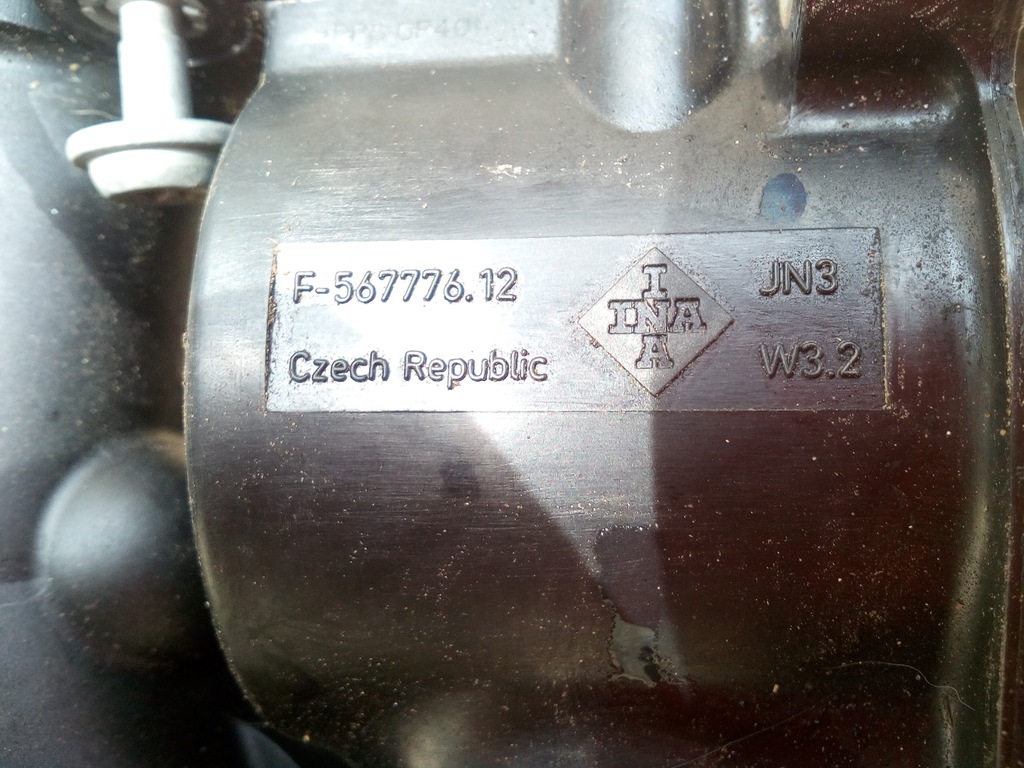 F-567776.12
Czech Republic
I
INA
A
JN3
W3.2